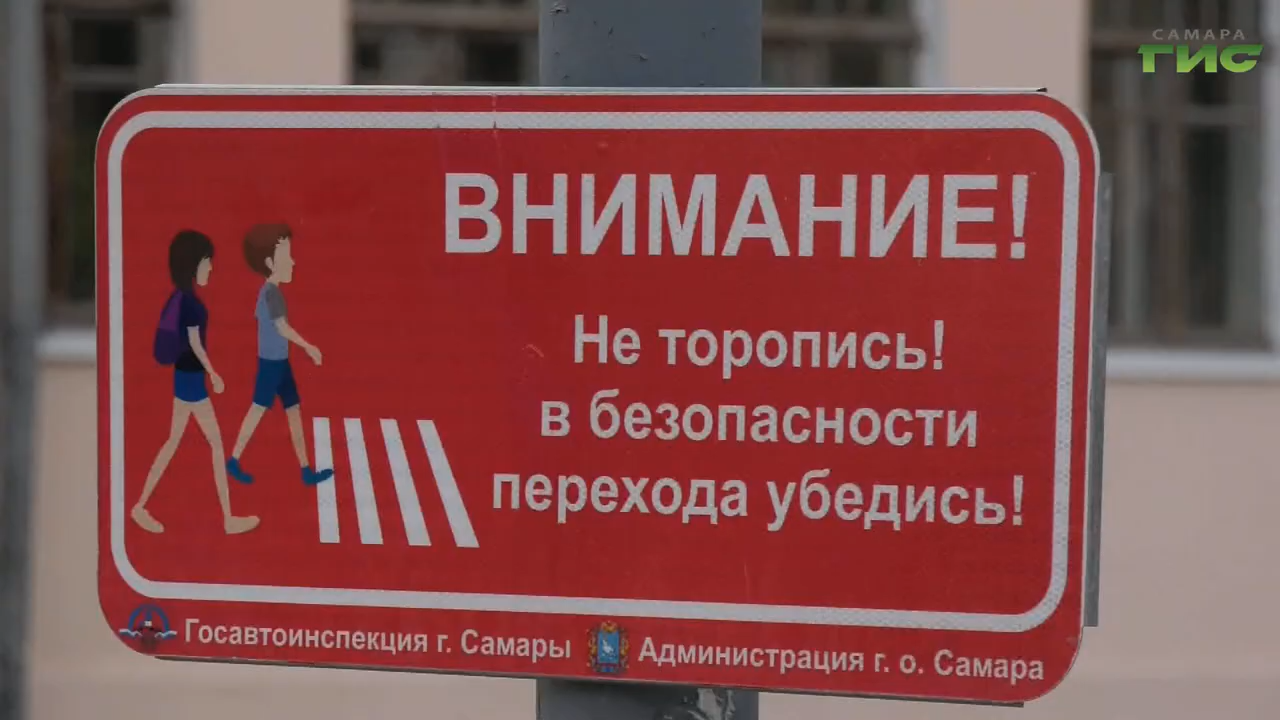 САМАРА
ГИС
ВНИМАНИЕ!
Не торопись!
в безопасности
перехода убедись!
Госавтоинспекция г. Самары
Администрация г. о. Самара